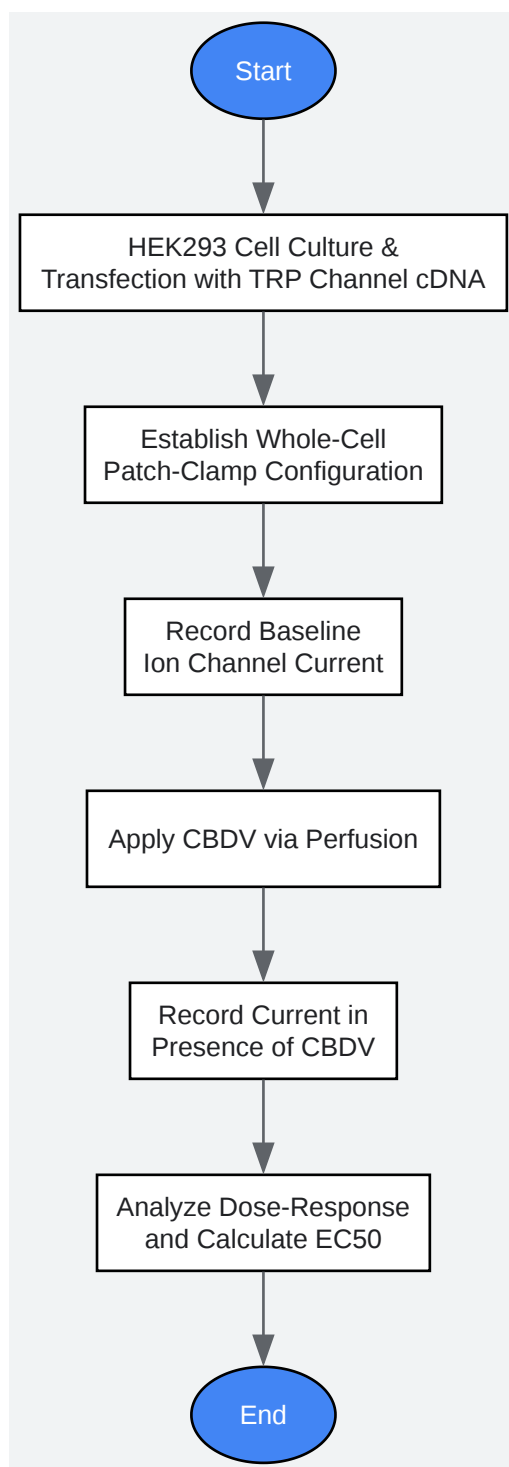 Start
HEK293 Cell Culture &
Transfection with TRP Channel cDNA
Establish Whole-Cell
Patch-Clamp Configuration
Record Baseline
Ion Channel Current
Apply CBDV via Perfusion
Record Current in
Presence of CBDV
Analyze Dose-Response
and Calculate EC50
End